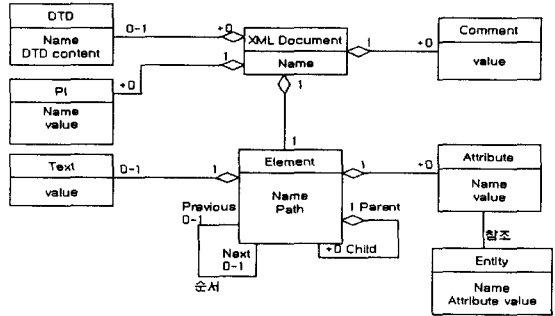 DTD
Name
DTD content
0-1
+0
XML Document
Name
1
+0
Comment
value
PI
Name
value
+0
1
1
1
Text
value
0-1
1
Element
Name
Path
1
+0
Attribute
Name
value
Previous
0-1
Next
0-1
순서
1 Parent
+0 Child
참조
Entity
Name
Attribute value